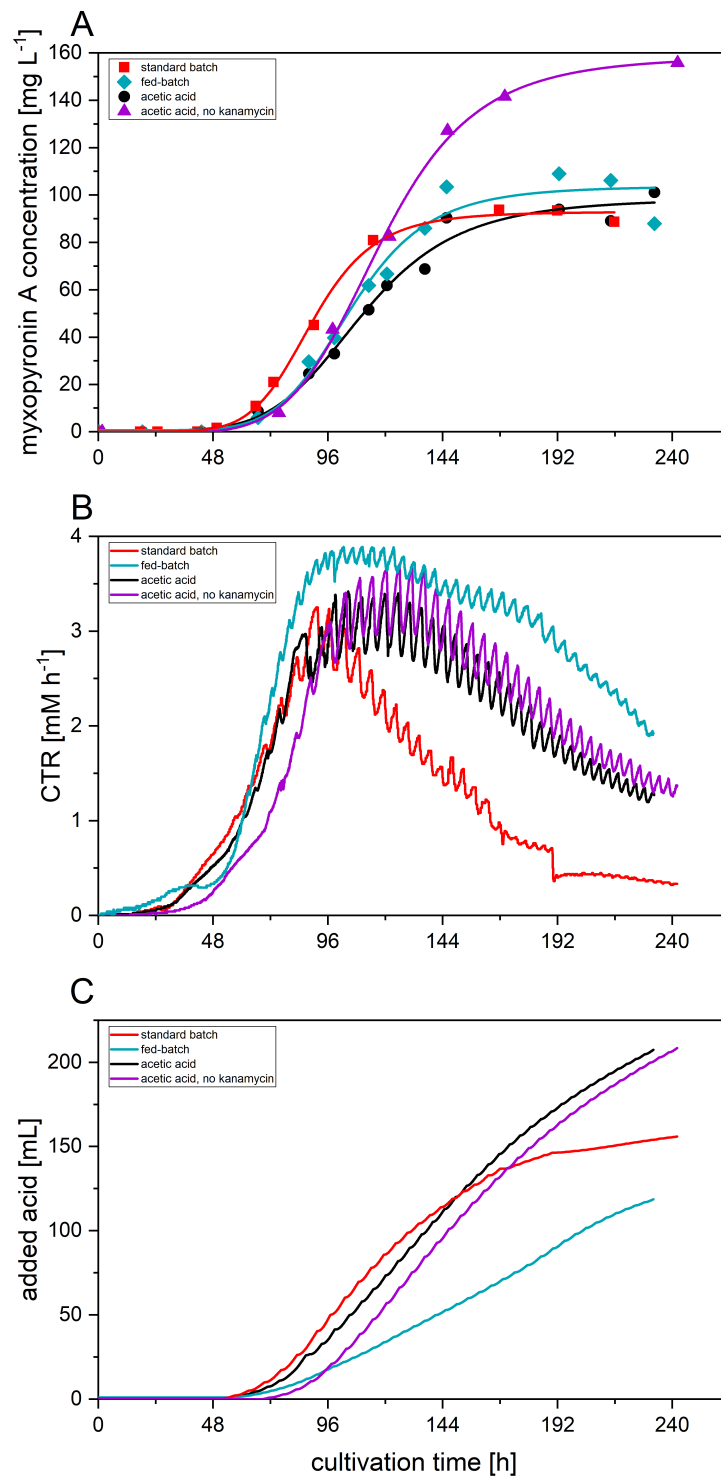 A
myxopyronin A concentration [mg L⁻¹]
160
140
120
100
80
60
40
20
0
standard batch
fed-batch
acetic acid
acetic acid, no kanamycin
0 48 96 144 192 240
B
CTR [mM h⁻¹]
4
3
2
1
0
standard batch
fed-batch
acetic acid
acetic acid, no kanamycin
0 48 96 144 192 240
C
added acid [mL]
200
150
100
50
0
standard batch
fed-batch
acetic acid
acetic acid, no kanamycin
0 48 96 144 192 240
cultivation time [h]